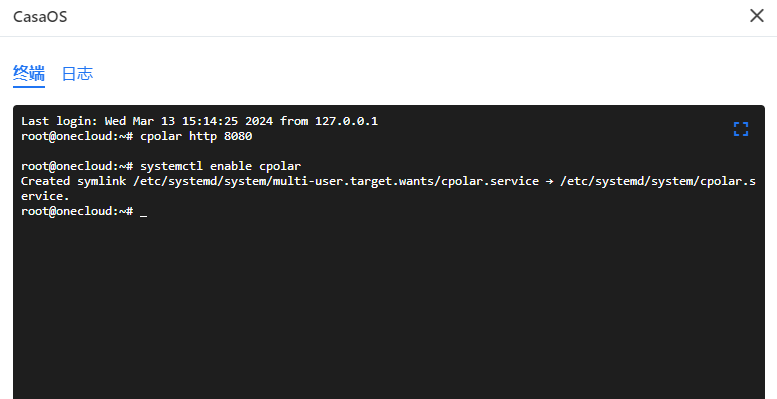 CasaOS
终端 日志
Last login: Wed Mar 13 15:14:25 2024 from 127.0.0.1
root@onecloud:~# cpolar http 8080
root@onecloud:~# systemctl enable cpolar
Created symlink /etc/systemd/system/multi-user.target.wants/cpolar.service → /etc/systemd/system/cpolar.s
ervice.
root@onecloud:~# _